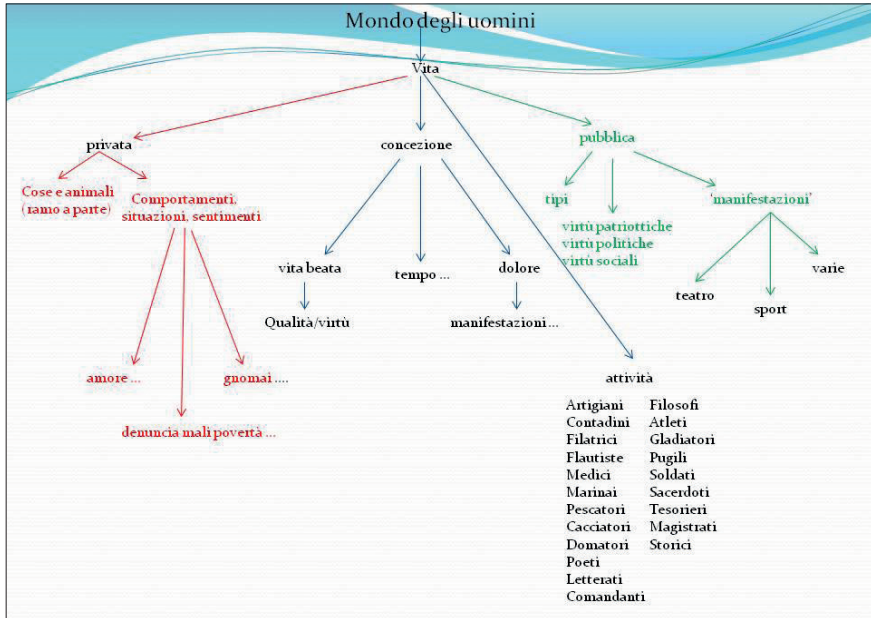 Mondo degli uomini
Vita
privata
concezione
pubblica
Cose e animali
(ramo a parte)
Comportamenti,
situazioni, sentimenti
tipi
virtù patriottiche
virtù politiche
virtù sociali
'manifestazioni'
vita beata
tempo ...
dolore
teatro
sport
varie
Qualità/virtù
manifestazioni ...
amore ...
gnomai ....
denuncia mali povertà ...
attività
Artigiani
Contadini
Filatrici
Flautiste
Medici
Marinai
Pescatori
Cacciatori
Domatori
Poeti
Letterati
Comandanti
Filosofi
Atleti
Gladiatori
Pugili
Soldati
Sacerdoti
Tesorieri
Magistrati
Storici